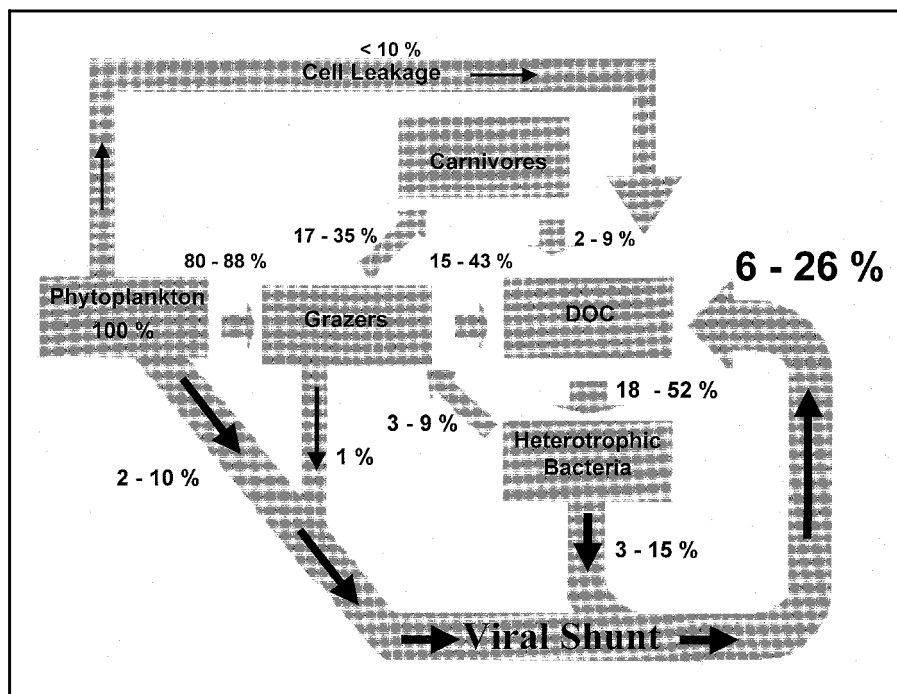 < 10 %
Cell Leakage
Carnivores
17 - 35 %
2 - 9 %
80 - 88 %
15 - 43 %
6 - 26 %
Phytoplankton
100 %
Grazers
DOC
18 - 52 %
3 - 9 %
Heterotrophic
Bacteria
1 %
2 - 10 %
3 - 15 %
Viral Shunt